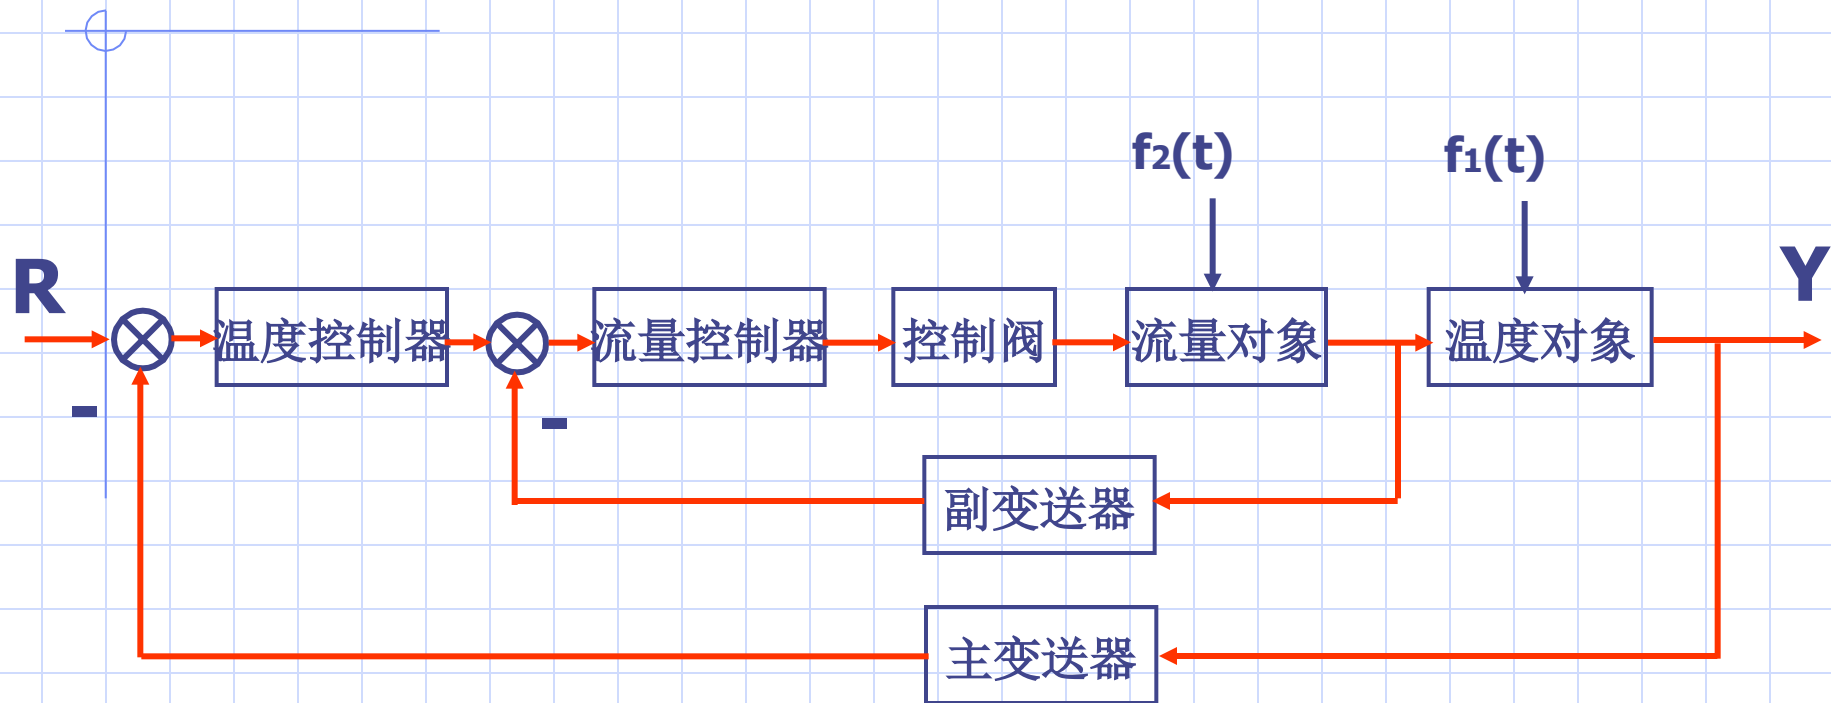 f2(t)
f1(t)
R
Y
温度控制器
流量控制器
控制阀
流量对象
温度对象
-
-
副变送器
主变送器